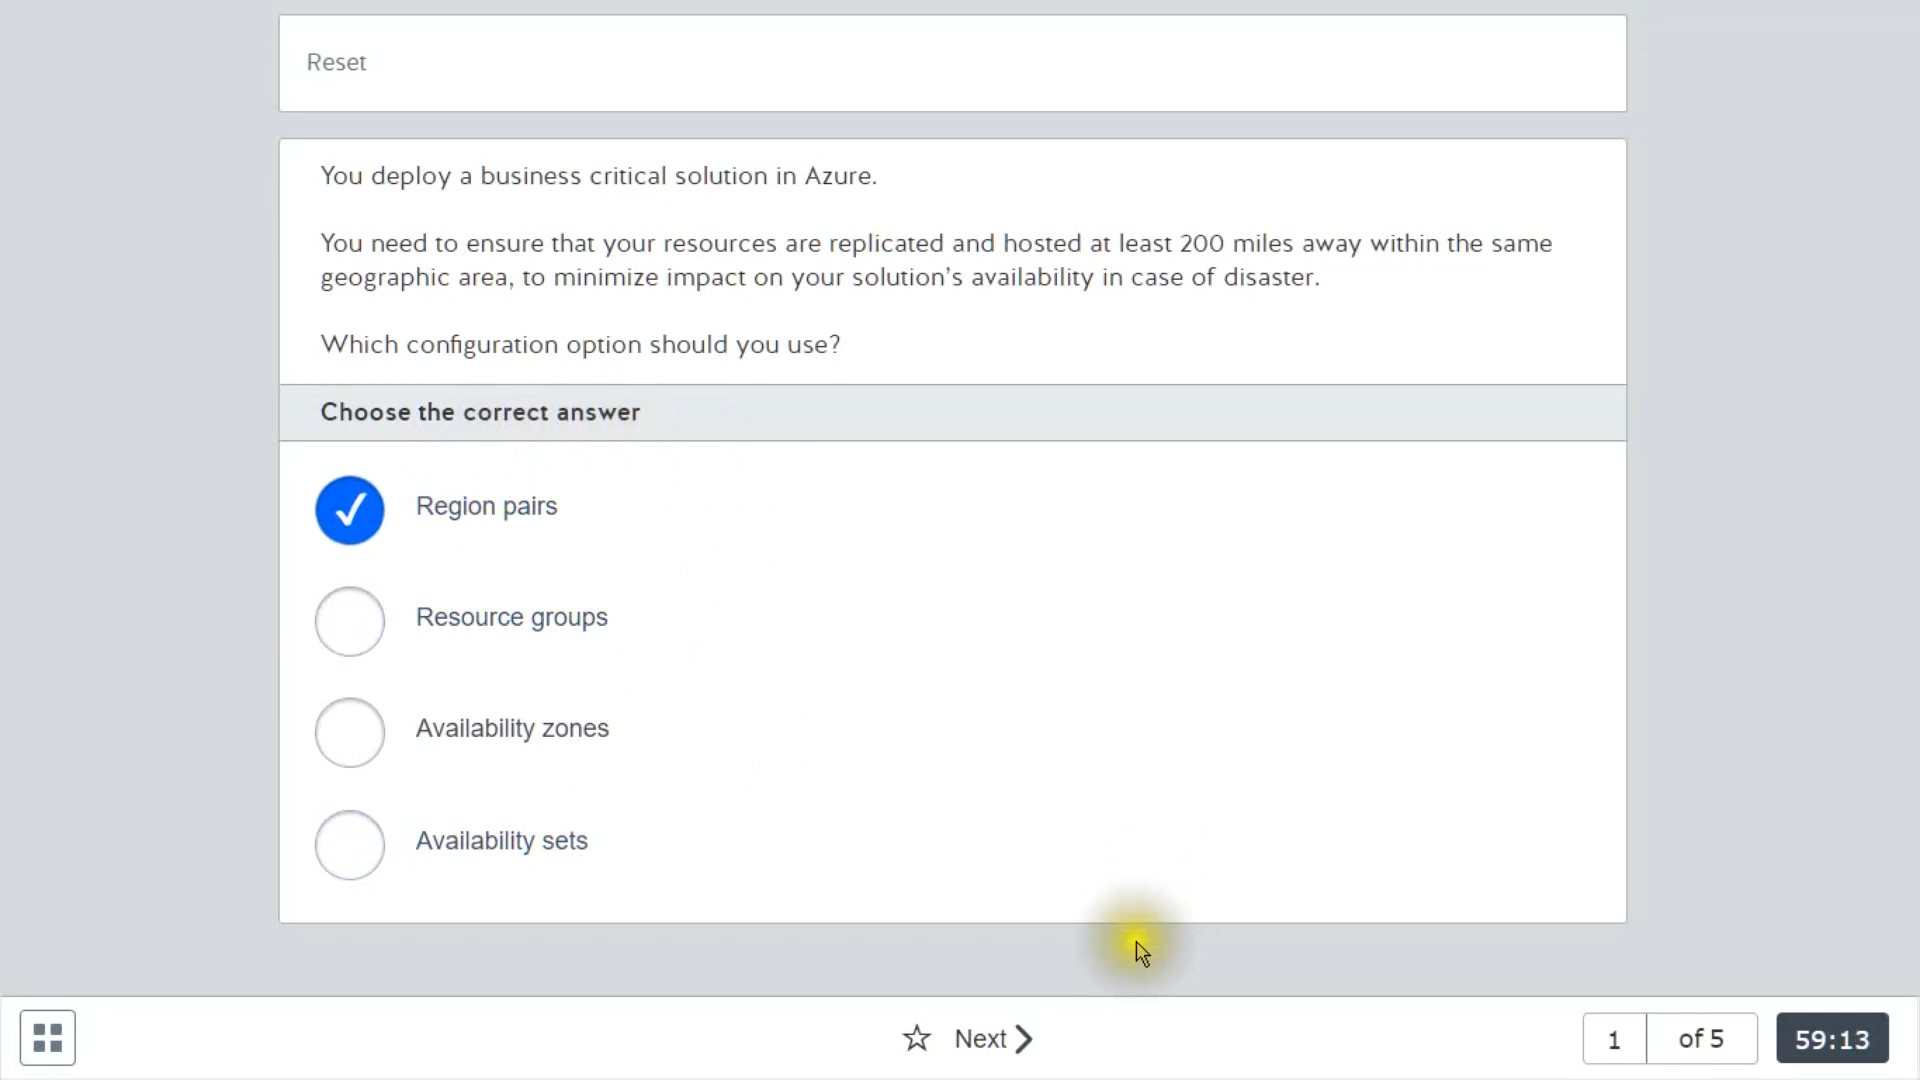 Reset
You deploy a business critical solution in Azure.
You need to ensure that your resources are replicated and hosted at least 200 miles away within the same
geographic area, to minimize impact on your solution's availability in case of disaster.
Which configuration option should you use?
Choose the correct answer
Region pairs
Resource groups
Availability zones
Availability sets
Next
1 of 5
59:13